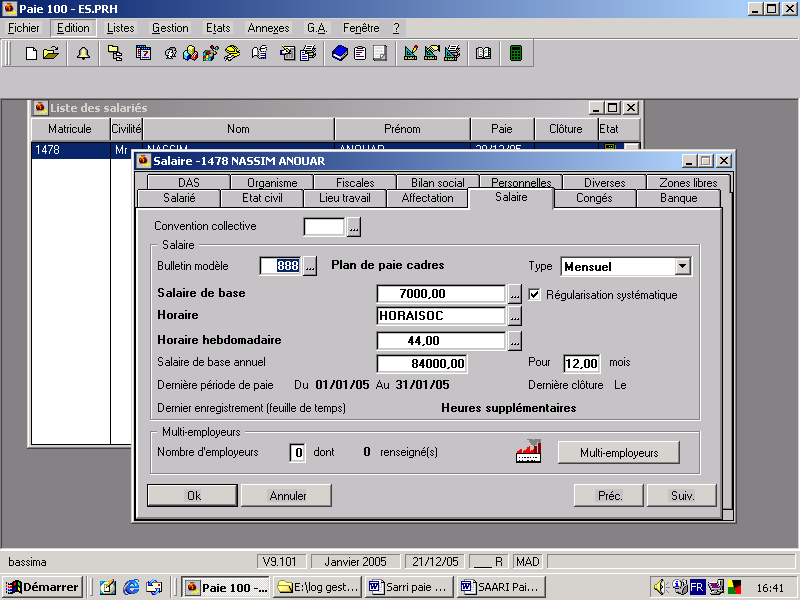 Paie 100 - ES.PRH
Fichier Edition Listes Gestion Etats Annexes G.A. Fenêtre ?
Liste des salariés
Matricule Civilité Nom Prénom Paie Clôture Etat
1478 Mr NASSIM ANOUAR 20/12/05
Salaire -1478 NASSIM ANOUAR
DAS Organisme Fiscales Bilan social Personnelles Diverses Zones libres
Salarié Etat civil Lieu travail Affectation Salaire Congés Banque
Convention collective ...
Salaire
Bulletin modèle 888 ... Plan de paie cadres Type Mensuel
Salaire de base 7000,00 ... Régularisation systématique
Horaire HORAISOC ...
Horaire hebdomadaire 44,00 ...
Salaire de base annuel 84000,00 Pour 12,00 mois
Dernière période de paie Du 01/01/05 Au 31/01/05 Dernière clôture Le
Dernier enregistrement (feuille de temps) Heures supplémentaires
Multi-employeurs
Nombre d'employeurs 0 dont 0 renseigné(s) Multi-employeurs
Ok Annuler Préc. Suiv.
bassima V9.101 Janvier 2005 21/12/05 ___ R MAD
Démarrer Paie 100 -... E:\log gest... Sarri paie ... SAARI Pai... FR 16:41